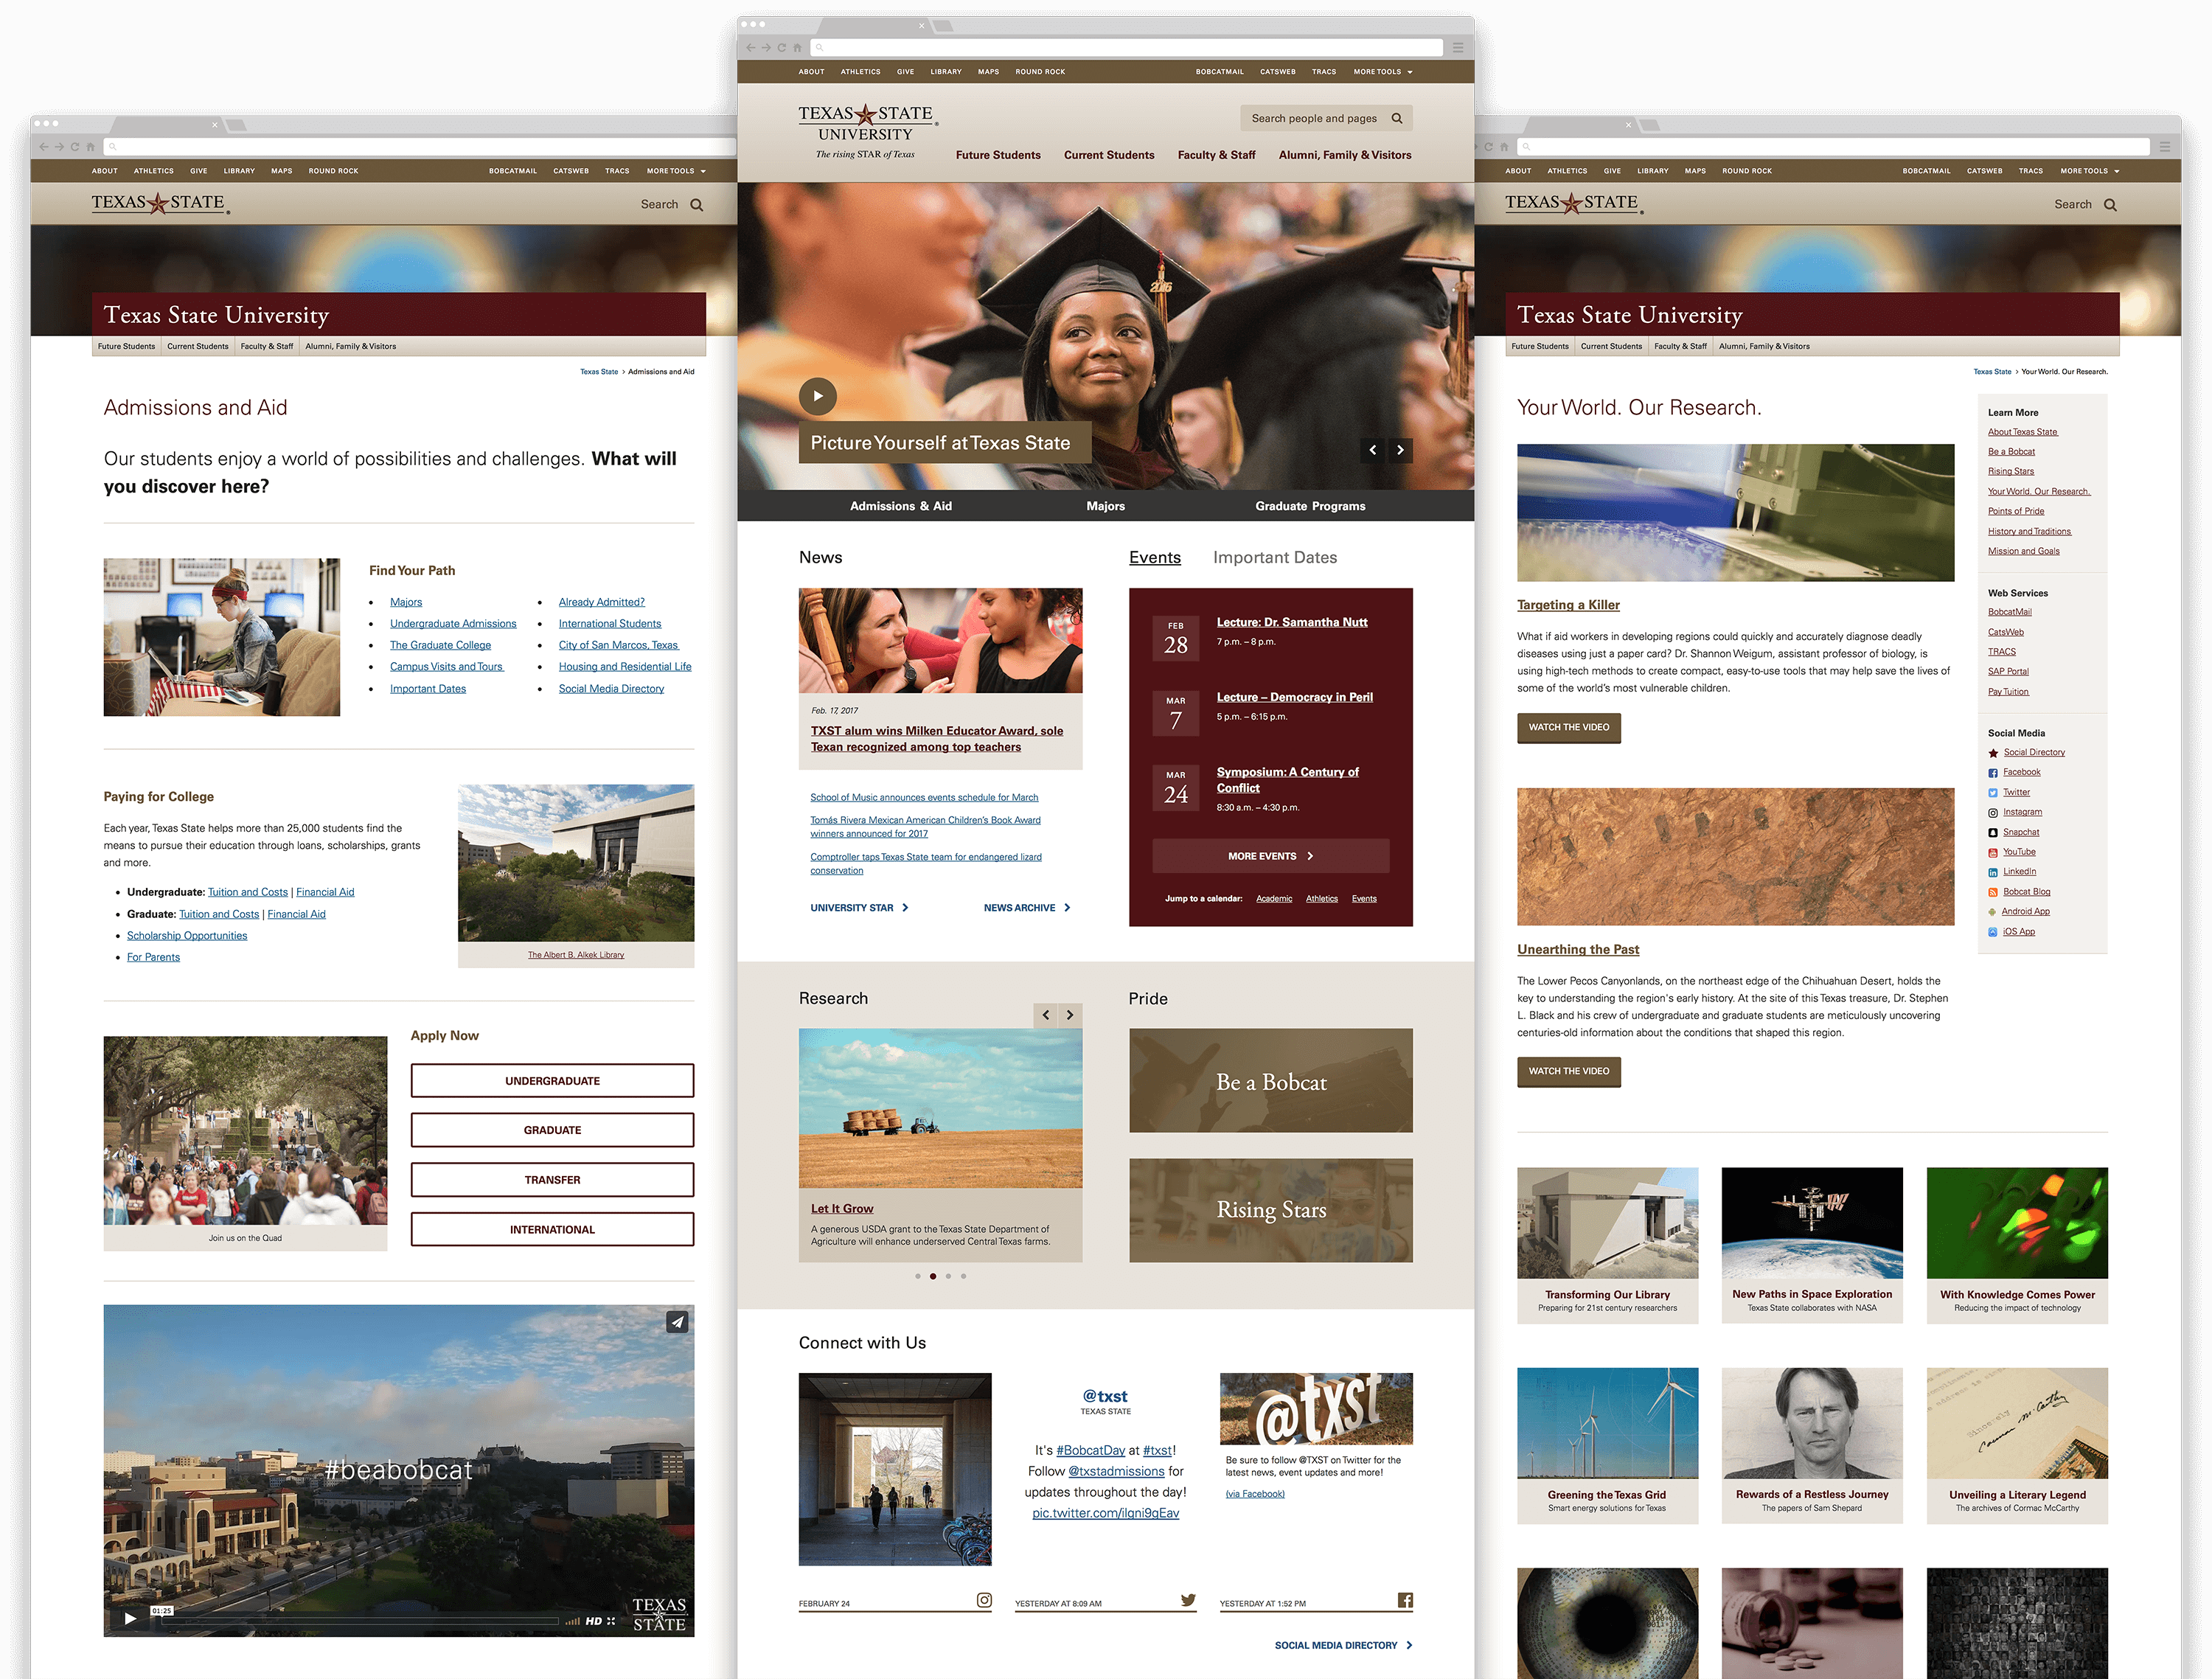 ABOUT ATHLETICS GIVE LIBRARY MAPS ROUND ROCK BOBCATMAIL CATSWEB TRACS MORE TOOLS
TEXAS STATE
Search
Texas State University
Future Students Current Students Faculty & Staff Alumni, Family & Visitors
Texas State > Admissions and Aid
Admissions and Aid
Our students enjoy a world of possibilities and challenges. What will
you discover here?
Find Your Path
Majors
Undergraduate Admissions
The Graduate College
Campus Visits and Tours
Important Dates
Already Admitted?
International Students
City of San Marcos, Texas
Housing and Residential Life
Social Media Directory
Paying for College
Each year, Texas State helps more than 25,000 students find the
means to pursue their education through loans, scholarships, grants
and more.
Undergraduate: Tuition and Costs | Financial Aid
Graduate: Tuition and Costs | Financial Aid
Scholarship Opportunities
For Parents
The Albert B. Alkek Library
Join us on the Quad
Apply Now
UNDERGRADUATE
GRADUATE
TRANSFER
INTERNATIONAL
#beabobcat
01:25
HD
TEXAS
STATE
ABOUT ATHLETICS GIVE LIBRARY MAPS ROUND ROCK BOBCATMAIL CATSWEB TRACS MORE TOOLS
TEXAS STATE
UNIVERSITY
The rising STAR of Texas
Search people and pages
Future Students Current Students Faculty & Staff Alumni, Family & Visitors
2016
Picture Yourself at Texas State
Admissions & Aid Majors Graduate Programs
News
Feb. 17, 2017
TXST alum wins Milken Educator Award, sole
Texan recognized among top teachers
School of Music announces events schedule for March
Tomás Rivera Mexican American Children's Book Award
winners announced for 2017
Comptroller taps Texas State team for endangered lizard
conservation
UNIVERSITY STAR NEWS ARCHIVE
Events Important Dates
FEB
28
Lecture: Dr. Samantha Nutt
7 p.m. – 8 p.m.
MAR
7
Lecture – Democracy in Peril
5 p.m. – 6:15 p.m.
MAR
24
Symposium: A Century of
Conflict
8:30 a.m. – 4:30 p.m.
MORE EVENTS
Jump to a calendar: Academic Athletics Events
Research
Let It Grow
A generous USDA grant to the Texas State Department of
Agriculture will enhance underserved Central Texas farms.
Pride
Be a Bobcat
Rising Stars
Connect with Us
@txst
TEXAS STATE
It's #BobcatDay at #txst!
Follow @txstadmissions for
updates throughout the day!
pic.twitter.com/ilqni9qEav
@txst
Be sure to follow @TXST on Twitter for the
latest news, event updates and more!
(via Facebook)
FEBRUARY 24
YESTERDAY AT 8:09 AM
YESTERDAY AT 1:52 PM
SOCIAL MEDIA DIRECTORY
ABOUT ATHLETICS GIVE LIBRARY MAPS ROUND ROCK BOBCATMAIL CATSWEB TRACS MORE TOOLS
TEXAS STATE
Search
Texas State University
Future Students Current Students Faculty & Staff Alumni, Family & Visitors
Texas State > Your World. Our Research.
Your World. Our Research.
Targeting a Killer
What if aid workers in developing regions could quickly and accurately diagnose deadly
diseases using just a paper card? Dr. Shannon Weigum, assistant professor of biology, is
using high-tech methods to create compact, easy-to-use tools that may help save the lives of
some of the world's most vulnerable children.
WATCH THE VIDEO
Unearthing the Past
The Lower Pecos Canyonlands, on the northeast edge of the Chihuahuan Desert, holds the
key to understanding the region's early history. At the site of this Texas treasure, Dr. Stephen
L. Black and his crew of undergraduate and graduate students are meticulously uncovering
centuries-old information about the conditions that shaped this region.
WATCH THE VIDEO
Learn More
About Texas State
Be a Bobcat
Rising Stars
Your World. Our Research.
Points of Pride
History and Traditions
Mission and Goals
Web Services
BobcatMail
CatsWeb
TRACS
SAP Portal
Pay Tuition
Social Media
Social Directory
Facebook
Twitter
Instagram
Snapchat
YouTube
LinkedIn
Bobcat Blog
Android App
iOS App
Transforming Our Library
Preparing for 21st century researchers
New Paths in Space Exploration
Texas State collaborates with NASA
With Knowledge Comes Power
Reducing the impact of technology
Greening the Texas Grid
Smart energy solutions for Texas
Rewards of a Restless Journey
The papers of Sam Shepard
Sincerely
Cormac McCarthy
Unveiling a Literary Legend
The archives of Cormac McCarthy